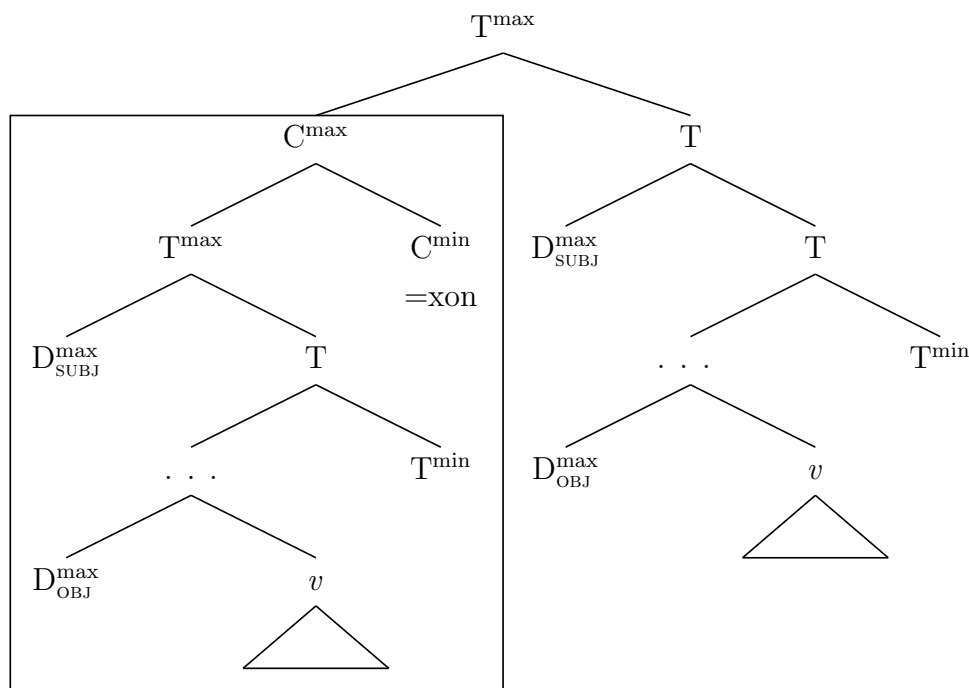 T^max
C^max T
T^max C^min D^max_SUBJ T
=xon
D^max_SUBJ T . . . T^min
. . . T^min D^max_OBJ v
D^max_OBJ v